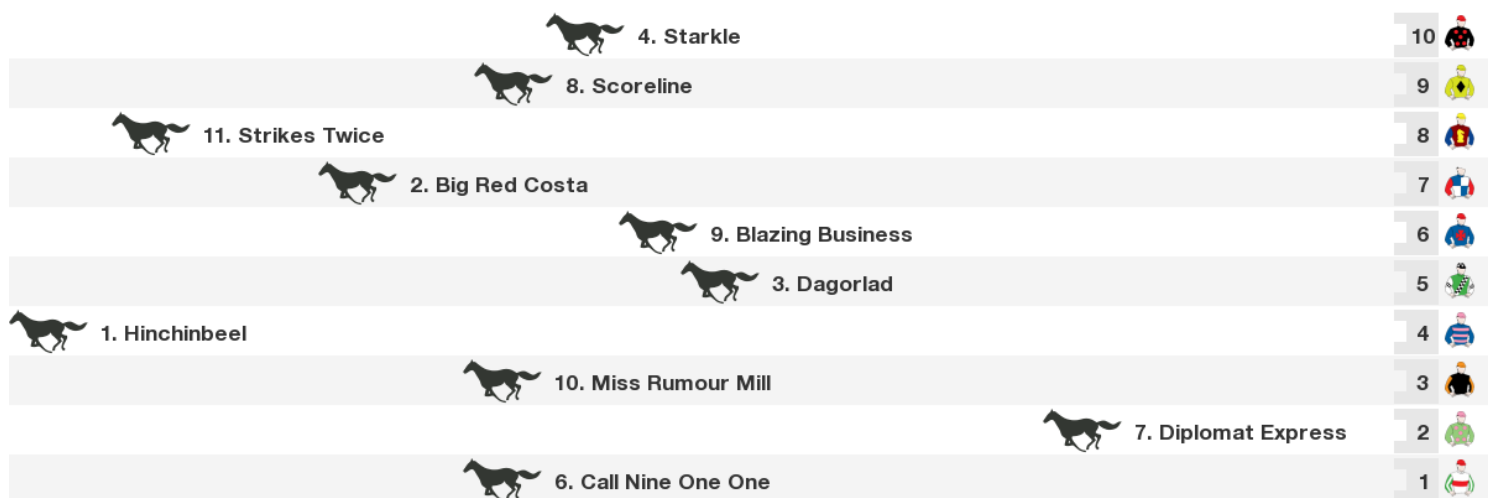 4. Starkle 10
8. Scoreline 9
11. Strikes Twice 8
2. Big Red Costa 7
9. Blazing Business 6
3. Dagorlad 5
1. Hinchinbeel 4
10. Miss Rumour Mill 3
7. Diplomat Express 2
6. Call Nine One One 1